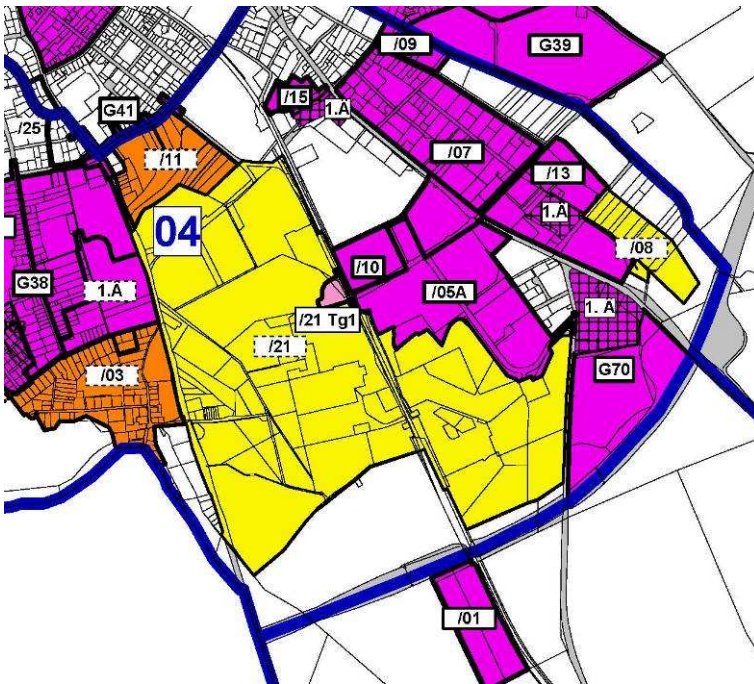 /09
G39
/15
1.Ä
G41
/25
/11
/07
/13
1.Ä
04
/08
/10
G38
1.Ä
/05A
1. Ä
/21 Tg1
/21
G70
/03
/01